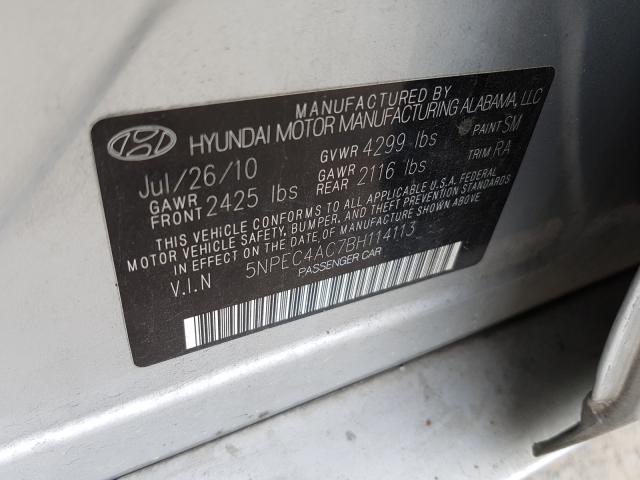 MANUFACTURED BY
HYUNDAI MOTOR MANUFACTURING ALABAMA, LLC
Jul/26/10 GVWR 4299 lbs PAINT SM
GAWR FRONT 2425 lbs GAWR REAR 2116 lbs TRIM RA
THIS VEHICLE CONFORMS TO ALL APPLICABLE U.S.A. FEDERAL
MOTOR VEHICLE SAFETY, BUMPER, AND THEFT PREVENTION STANDARDS
IN EFFECT ON THE DATE OF MANUFACTURE SHOWN ABOVE.
V.I.N 5NPEC4AC7BH114113
PASSENGER CAR